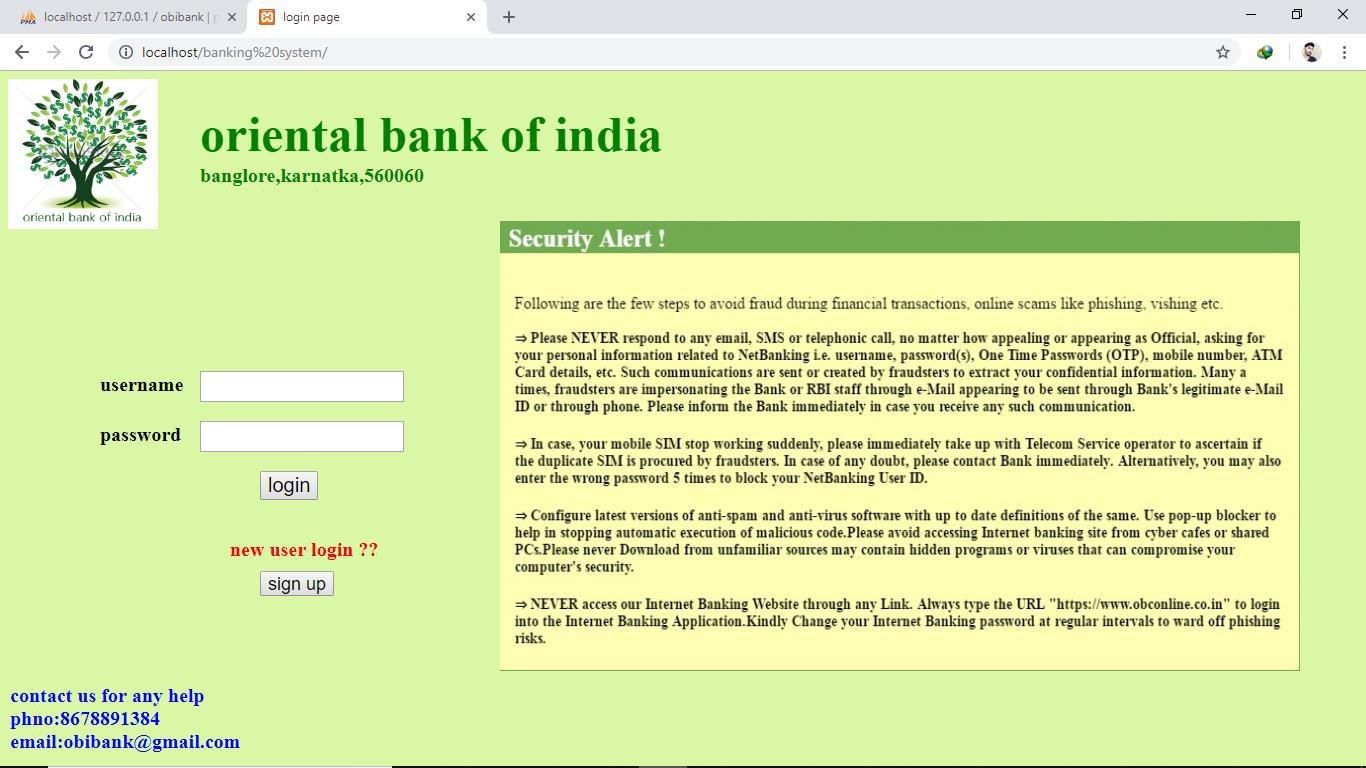 localhost / 127.0.0.1 / obibank | p
login page
localhost/banking%20system/
oriental bank of india
oriental bank of india
banglore,karnatka,560060
username
password
login
new user login ??
sign up
Security Alert !
Following are the few steps to avoid fraud during financial transactions, online scams like phishing, vishing etc.
⇒ Please NEVER respond to any email, SMS or telephonic call, no matter how appealing or appearing as Official, asking for
your personal information related to NetBanking i.e. username, password(s), One Time Passwords (OTP), mobile number, ATM
Card details, etc. Such communications are sent or created by fraudsters to extract your confidential information. Many a
times, fraudsters are impersonating the Bank or RBI staff through e-Mail appearing to be sent through Bank's legitimate e-Mail
ID or through phone. Please inform the Bank immediately in case you receive any such communication.
⇒ In case, your mobile SIM stop working suddenly, please immediately take up with Telecom Service operator to ascertain if
the duplicate SIM is procured by fraudsters. In case of any doubt, please contact Bank immediately. Alternatively, you may also
enter the wrong password 5 times to block your NetBanking User ID.
⇒ Configure latest versions of anti-spam and anti-virus software with up to date definitions of the same. Use pop-up blocker to
help in stopping automatic execution of malicious code.Please avoid accessing Internet banking site from cyber cafes or shared
PCs.Please never Download from unfamiliar sources may contain hidden programs or viruses that can compromise your
computer's security.
⇒ NEVER access our Internet Banking Website through any Link. Always type the URL "https://www.obconline.co.in" to login
into the Internet Banking Application.Kindly Change your Internet Banking password at regular intervals to ward off phishing
risks.
contact us for any help
phno:8678891384
email:obibank@gmail.com